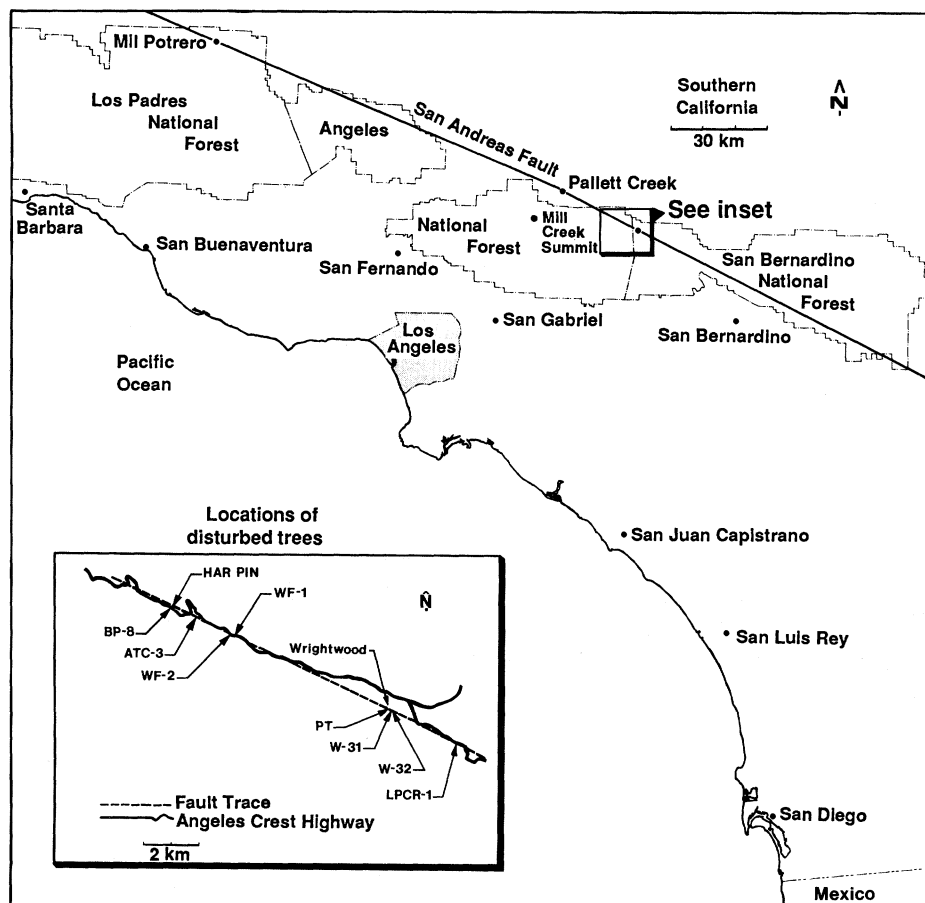 Mil Potrero
Los Padres
National
Forest
Angeles
San Andreas Fault
Southern
California
30 km
N
Pallett Creek
Santa
Barbara
San Buenaventura
National
Forest
Mill
Creek
Summit
See inset
San Fernando
San Bernardino
National
Forest
San Gabriel
San Bernardino
Los
Angeles
Pacific
Ocean
San Juan Capistrano
San Luis Rey
San Diego
Mexico
Locations of
disturbed trees
HAR PIN
WF-1
N
BP-8
ATC-3
WF-2
Wrightwood
PT
W-31
W-32
LPCR-1
Fault Trace
Angeles Crest Highway
2 km